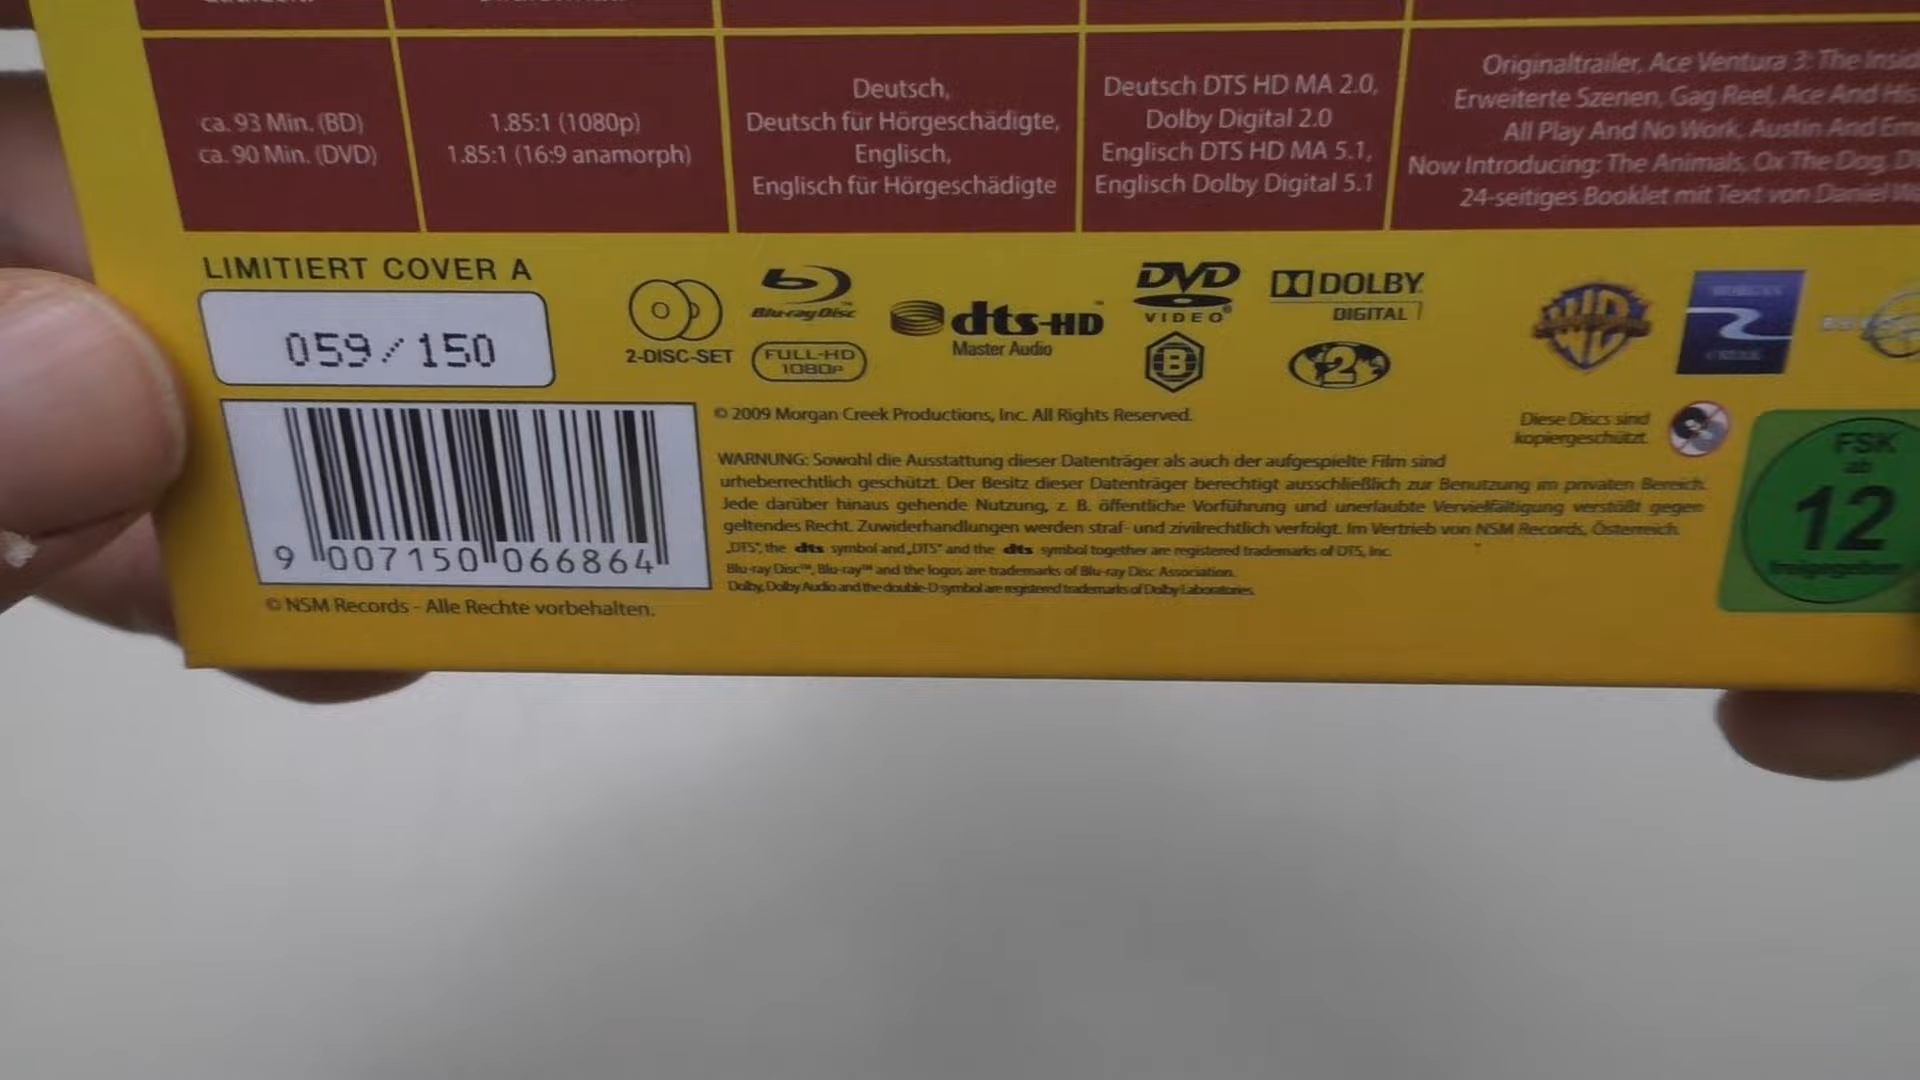 ca. 93 Min. (BD)
ca. 90 Min. (DVD)
1.85:1 (1080p)
1.85:1 (16:9 anamorph)
Deutsch,
Deutsch für Hörgeschädigte,
Englisch,
Englisch für Hörgeschädigte
Deutsch DTS HD MA 2.0,
Dolby Digital 2.0
Englisch DTS HD MA 5.1,
Englisch Dolby Digital 5.1
Originaltrailer, Ace Ventura 3: The
Erweiterte Szenen, Gag Reel, Ace And
All Play And No Work, Austin And
Now Introducing: The Animals, Ox The Dog,
24-seitiges Booklet mit Text von Daniel
LIMITIERT COVER A
059/150
2-DISC-SET
Blu-ray Disc™
FULL-HD
1080P
dts-HD™
Master Audio
DVD
VIDEO®
B
DOLBY
DIGITAL
2
WB
MORGAN
CREEK
© 2009 Morgan Creek Productions, Inc. All Rights Reserved.
Diese Discs sind
kopiergeschützt.
WARNUNG: Sowohl die Ausstattung dieser Datenträger als auch der aufgespielte Film sind
urheberrechtlich geschützt. Der Besitz dieser Datenträger berechtigt ausschließlich zur Benutzung im privaten Bereich.
Jede darüber hinaus gehende Nutzung, z. B. öffentliche Vorführung und unerlaubte Vervielfältigung verstößt gegen
geltendes Recht. Zuwiderhandlungen werden straf- und zivilrechtlich verfolgt. Im Vertrieb von NSM Records, Österreich.
„DTS“, the dts symbol and „DTS“ and the dts symbol together are registered trademarks of DTS, Inc.
Blu-ray Disc™, Blu-ray™ and the logos are trademarks of Blu-ray Disc Association.
Dolby, Dolby Audio and the double-D symbol are registered trademarks of Dolby Laboratories.
FSK
ab
12
freigegeben
9 007150 066864
© NSM Records - Alle Rechte vorbehalten.